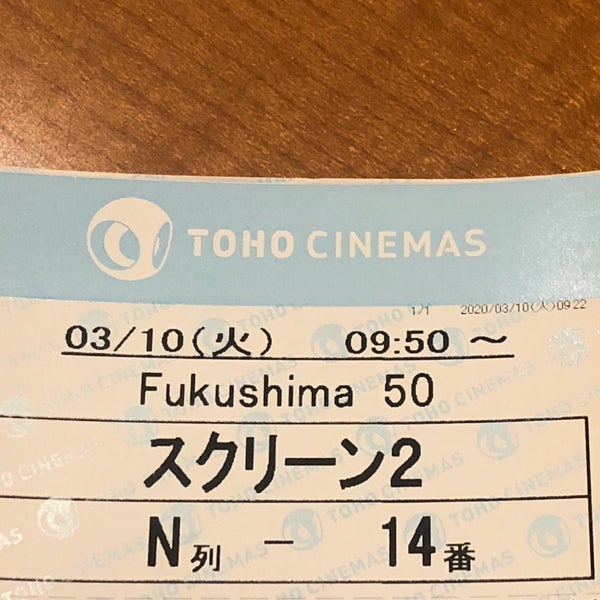 TOHO CINEMAS
1/1 2020/03/10(火)09:22
03/10(火) 09:50 ～
Fukushima 50
スクリーン2
N列 － 14番